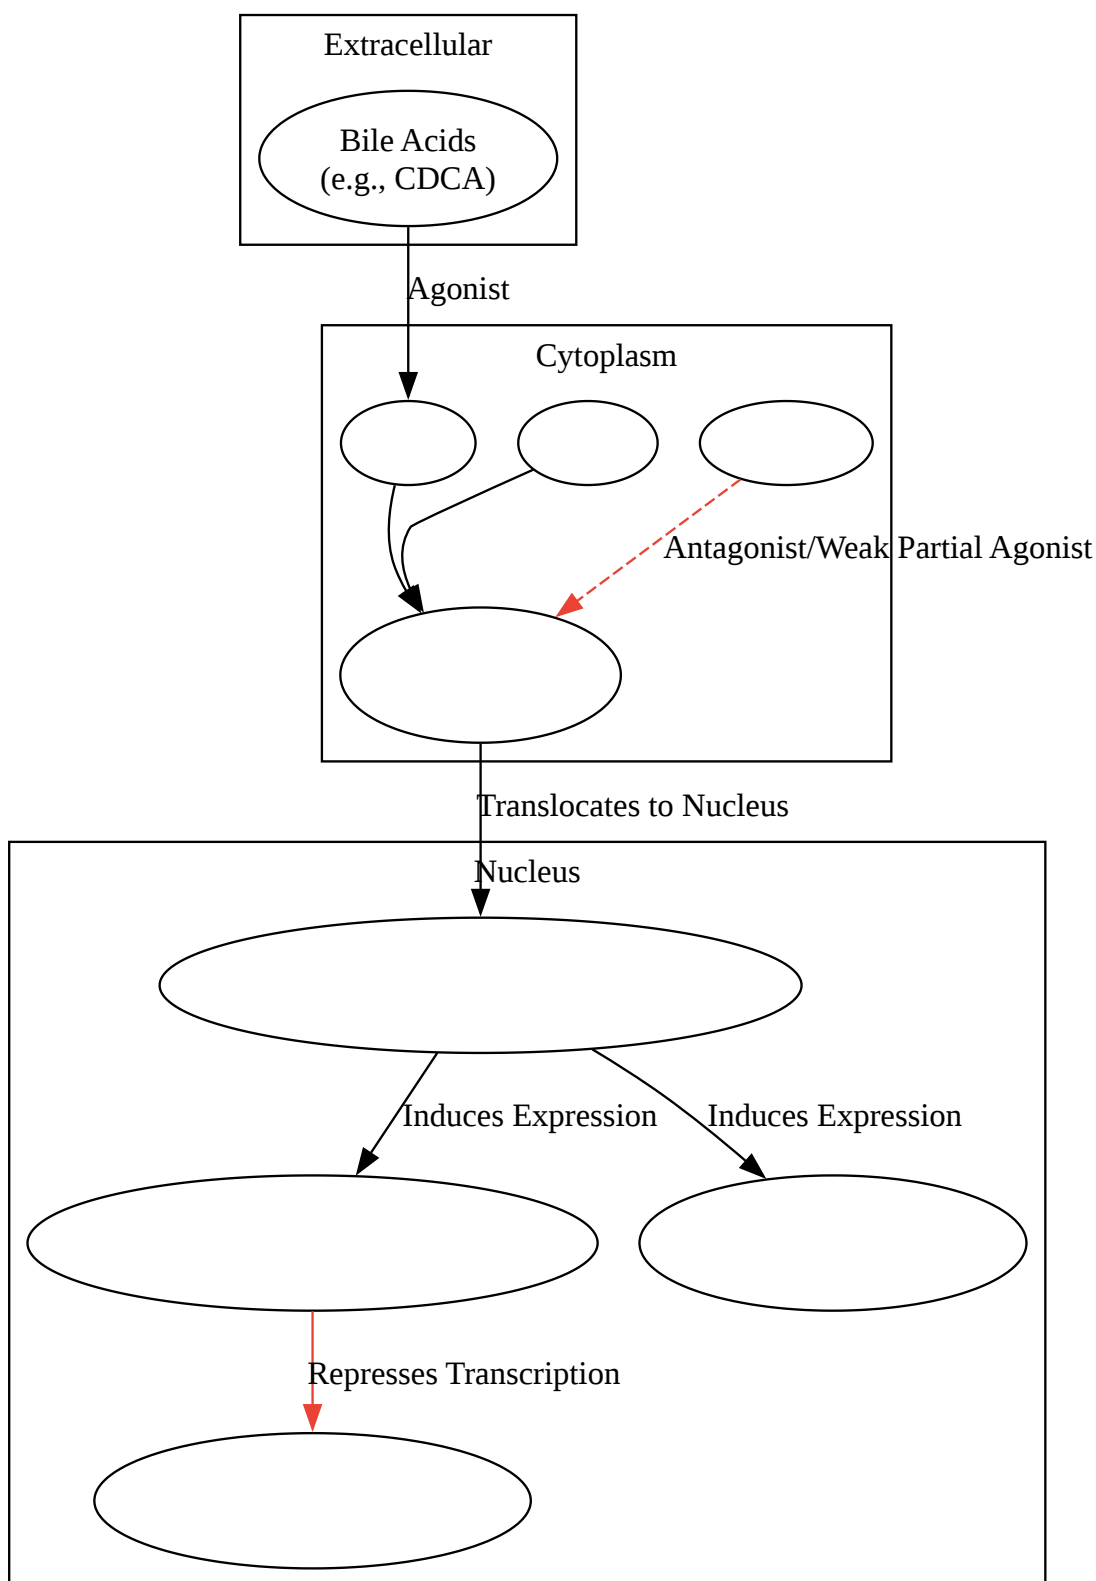 Extracellular
Bile Acids
(e.g., CDCA)
Agonist
Cytoplasm
Antagonist/Weak Partial Agonist
Translocates to Nucleus
Nucleus
Induces Expression
Induces Expression
Represses Transcription